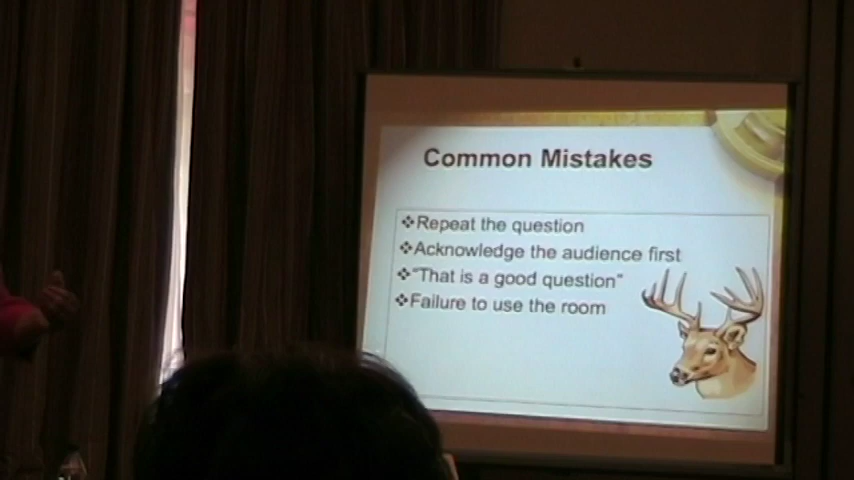 Common Mistakes
❖Repeat the question
❖Acknowledge the audience first
❖"That is a good question"
❖Failure to use the room